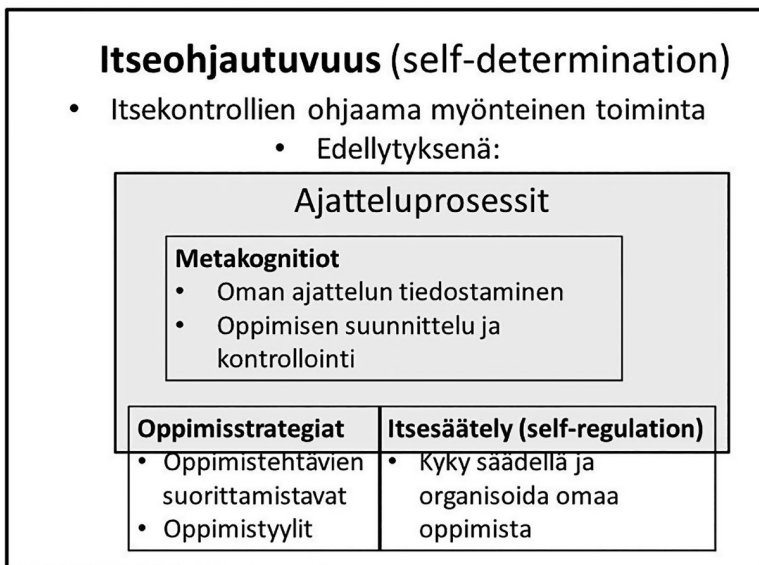 Itseohjautuvuus (self-determination)
• Itsekontrollien ohjaama myönteinen toiminta
• Edellytyksenä:
Ajatteluprosessit
Metakognitiot
• Oman ajattelun tiedostaminen
• Oppimisen suunnittelu ja
kontrollointi
Oppimisstrategiat
• Oppimistehtävien
suorittamistavat
• Oppimistyylit
Itsesäätely (self-regulation)
• Kyky säädellä ja
organisoida omaa
oppimista